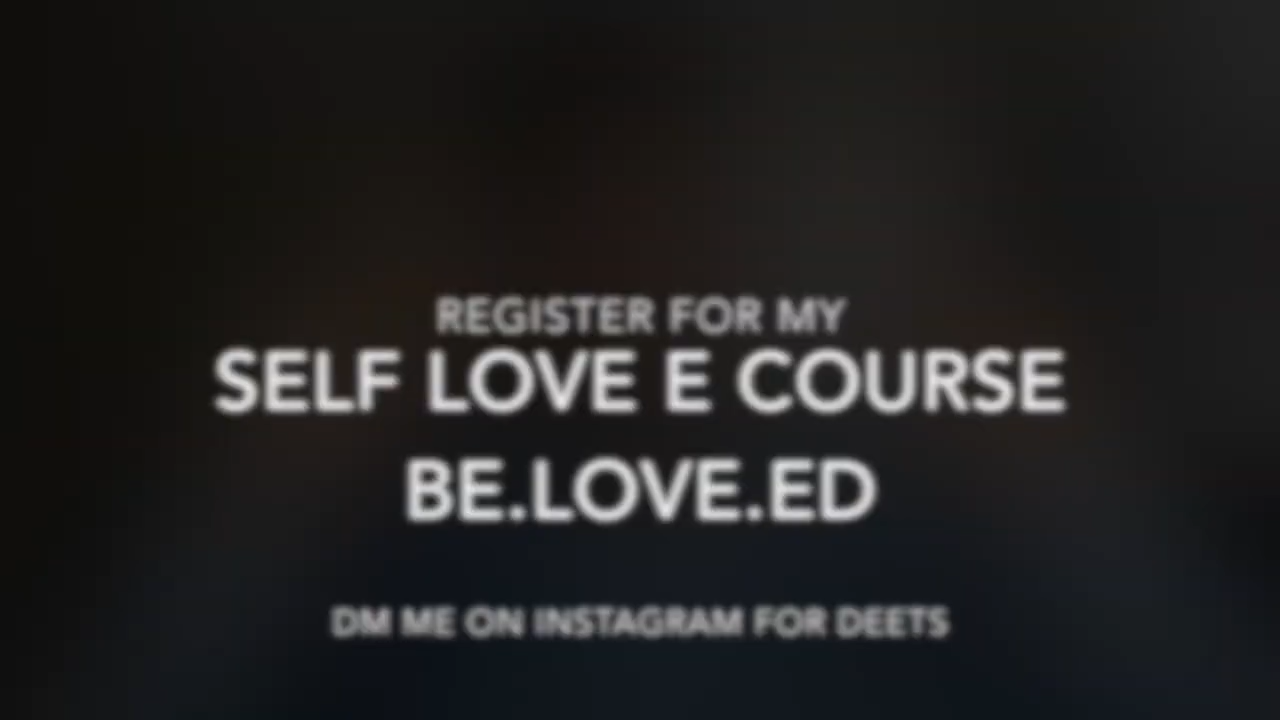 REGISTER FOR MY
SELF LOVE E COURSE
BE.LOVE.ED
DM ME ON INSTAGRAM FOR DEETS